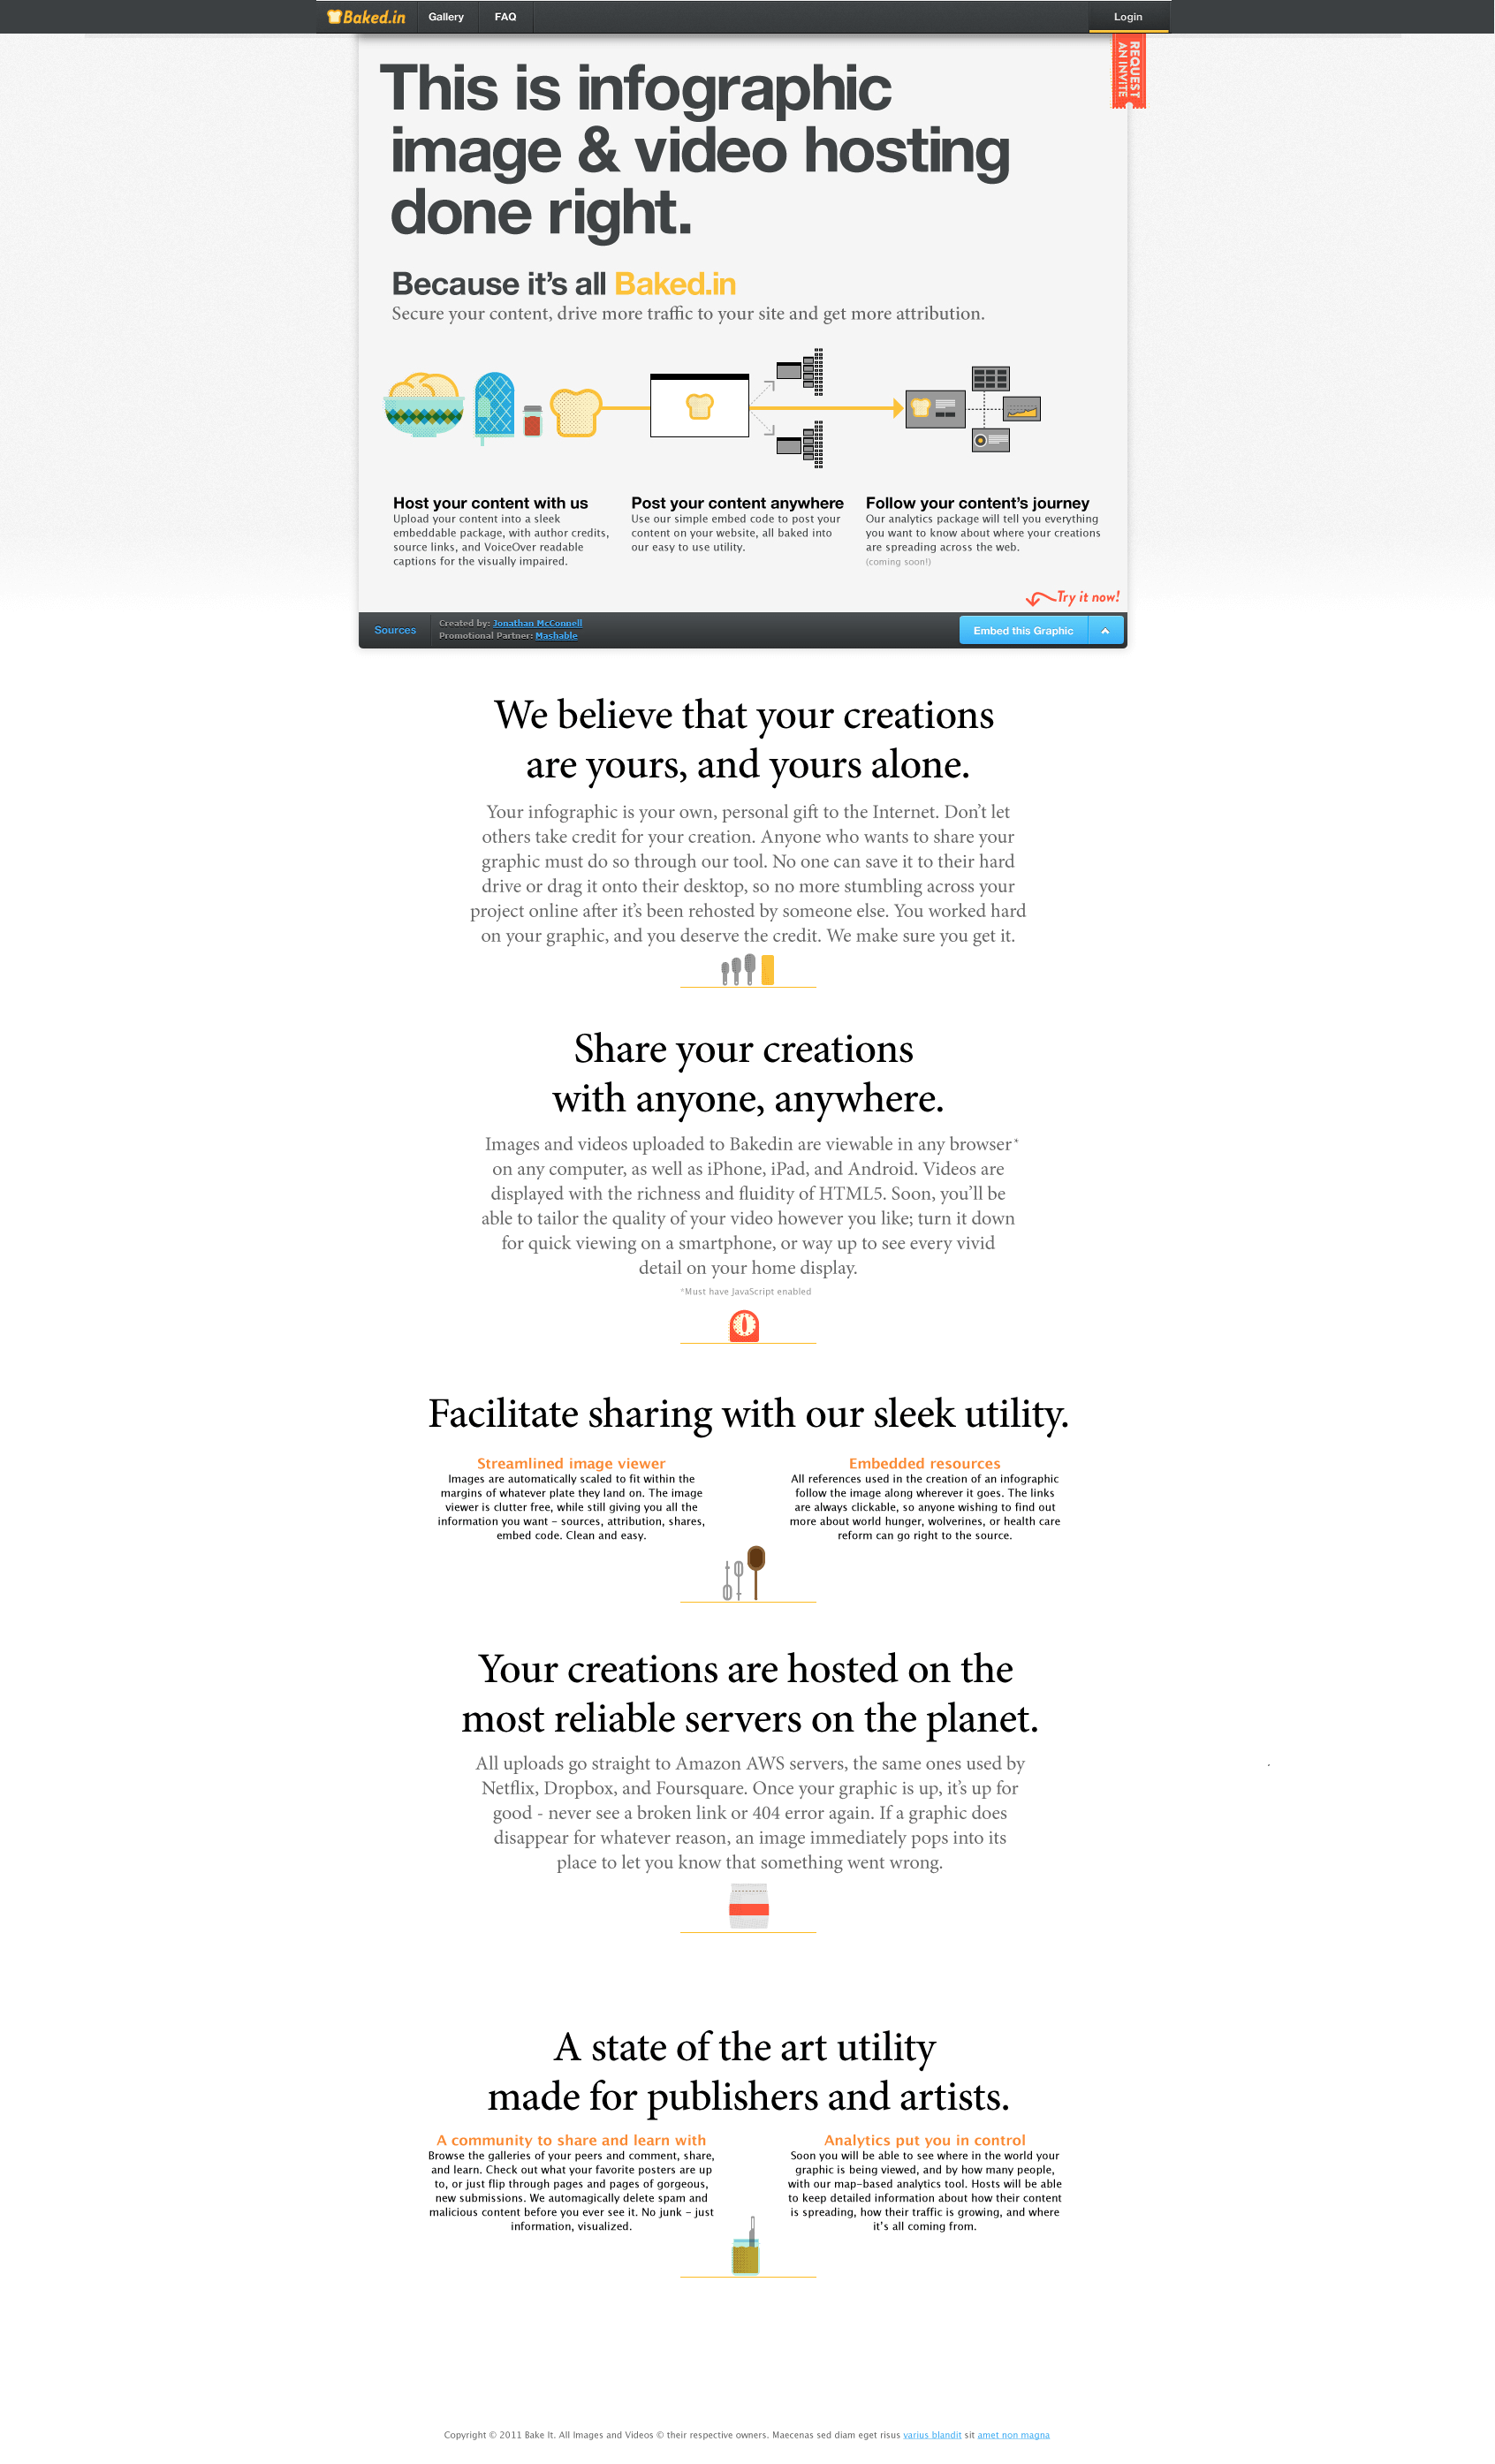 Baked.in
Gallery
FAQ
Login
REQUEST
AN INVITE
This is infographic
image & video hosting
done right.
Because it's all Baked.in
Secure your content, drive more traffic to your site and get more attribution.
Host your content with us
Upload your content into a sleek
embeddable package, with author credits,
source links, and VoiceOver readable
captions for the visually impaired.
Post your content anywhere
Use our simple embed code to post your
content on your website, all baked into
our easy to use utility.
Follow your content's journey
Our analytics package will tell you everything
you want to know about where your creations
are spreading across the web.
(coming soon!)
Try it now!
Sources
Created by: Jonathan McConnell
Promotional Partner: Mashable
Embed this Graphic
We believe that your creations
are yours, and yours alone.
Your infographic is your own, personal gift to the Internet. Don't let
others take credit for your creation. Anyone who wants to share your
graphic must do so through our tool. No one can save it to their hard
drive or drag it onto their desktop, so no more stumbling across your
project online after it's been rehosted by someone else. You worked hard
on your graphic, and you deserve the credit. We make sure you get it.
Share your creations
with anyone, anywhere.
Images and videos uploaded to Bakedin are viewable in any browser*
on any computer, as well as iPhone, iPad, and Android. Videos are
displayed with the richness and fluidity of HTML5. Soon, you'll be
able to tailor the quality of your video however you like; turn it down
for quick viewing on a smartphone, or way up to see every vivid
detail on your home display.
*Must have JavaScript enabled
Facilitate sharing with our sleek utility.
Streamlined image viewer
Images are automatically scaled to fit within the
margins of whatever plate they land on. The image
viewer is clutter free, while still giving you all the
information you want - sources, attribution, shares,
embed code. Clean and easy.
Embedded resources
All references used in the creation of an infographic
follow the image along wherever it goes. The links
are always clickable, so anyone wishing to find out
more about world hunger, wolverines, or health care
reform can go right to the source.
Your creations are hosted on the
most reliable servers on the planet.
All uploads go straight to Amazon AWS servers, the same ones used by
Netflix, Dropbox, and Foursquare. Once your graphic is up, it's up for
good - never see a broken link or 404 error again. If a graphic does
disappear for whatever reason, an image immediately pops into its
place to let you know that something went wrong.
A state of the art utility
made for publishers and artists.
A community to share and learn with
Browse the galleries of your peers and comment, share,
and learn. Check out what your favorite posters are up
to, or just flip through pages and pages of gorgeous,
new submissions. We automagically delete spam and
malicious content before you ever see it. No junk - just
information, visualized.
Analytics put you in control
Soon you will be able to see where in the world your
graphic is being viewed, and by how many people,
with our map-based analytics tool. Hosts will be able
to keep detailed information about how their content
is spreading, how their traffic is growing, and where
it's all coming from.
Copyright © 2011 Bake It. All Images and Videos © their respective owners. Maecenas sed diam eget risus varius blandit sit amet non magna